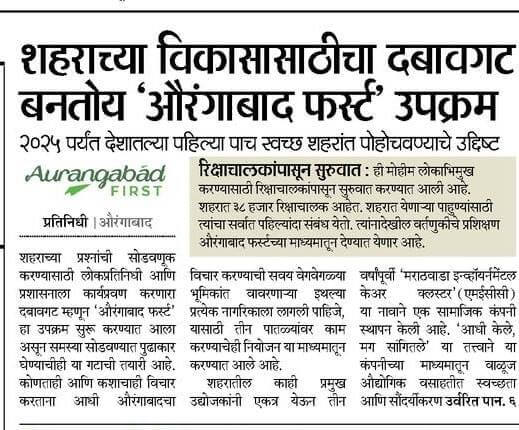 शहराच्या विकासासाठीचा दबावगट
बनतोय ‘औरंगाबाद फर्स्ट’ उपक्रम
२०२५ पर्यंत देशातल्या पहिल्या पाच स्वच्छ शहरांत पोहोचवण्याचे उद्दिष्ट
Aurangabad
FIRST
प्रतिनिधी | औरंगाबाद
शहराच्या प्रश्नांची सोडवणूक
करण्यासाठी लोकप्रतिनिधी आणि
प्रशासनाला कार्यप्रवण करणारा
दबावगट म्हणून ‘औरंगाबाद फर्स्ट’
हा उपक्रम सुरू करण्यात आला
असून समस्या सोडवण्यात पुढाकार
घेण्याचीही या गटाची तयारी आहे.
कोणताही आणि कशाचाही विचार
करताना आधी औरंगाबादचा
रिक्षाचालकांपासून सुरुवात : ही मोहीम लोकाभिमुख
करण्यासाठी रिक्षाचालकांपासून सुरुवात करण्यात आली आहे.
शहरात ३८ हजार रिक्षाचालक आहेत. शहरात येणाऱ्या पाहुण्यांसाठी
त्यांचा सर्वात पहिल्यांदा संबंध येतो. त्यांनादेखील वर्तणुकीचे प्रशिक्षण
औरंगाबाद फर्स्टच्या माध्यमातून देण्यात येणार आहे.
विचार करण्याची सवय वेगवेगळ्या
भूमिकांत वावरणाऱ्या इथल्या
प्रत्येक नागरिकाला लागली पाहिजे,
यासाठी तीन पातळ्यांवर काम
करण्याचेही नियोजन या माध्यमातून
करण्यात आले आहे.
शहरातील काही प्रमुख
उद्योजकांनी एकत्र येऊन तीन
वर्षांपूर्वी ‘मराठवाडा इन्व्हॉयर्नमेंटल
केअर क्लस्टर’(एमईसीसी)
या नावाने एक सामाजिक कंपनी
स्थापन केली आहे. ‘आधी केले,
मग सांगितले’ या तत्त्वाने या
कंपनीच्या माध्यमातून वाळूज
औद्योगिक वसाहतीत स्वच्छता
आणि सौंदर्यीकरण उर्वरित पान. ६